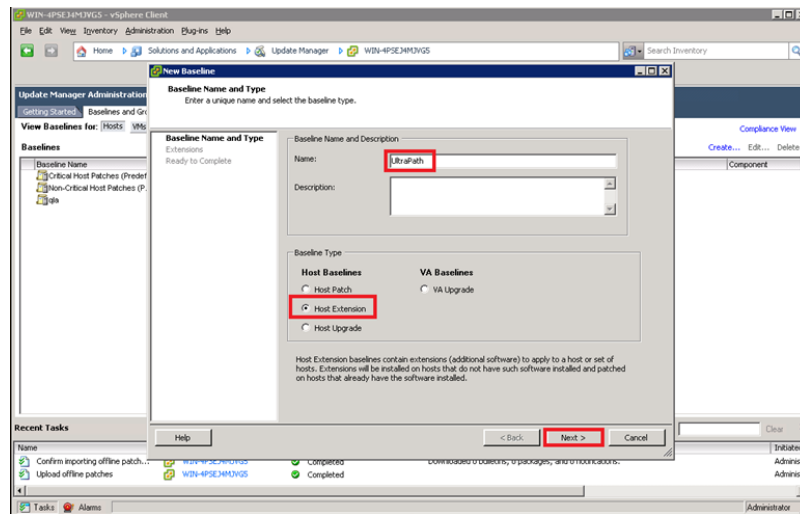 WIN-4PSEJ4MJVG5 - vSphere Client
File Edit View Inventory Administration Plug-ins Help
Home Solutions and Applications Update Manager WIN-4PSEJ4MJVG5 Search Inventory
New Baseline
Baseline Name and Type
Enter a unique name and select the baseline type.
Update Manager Administration
Getting Started Baselines and Gro
View Baselines for: Hosts VMs
Compliance View
Baselines
Create... Edit... Delete
Baseline Name
Component
Critical Host Patches (Predef
Non-Critical Host Patches (P
qla
Baseline Name and Type
Extensions
Ready to Complete
Baseline Name and Description
Name: UltraPath
Description:
Baseline Type
Host Baselines VA Baselines
Host Patch VA Upgrade
Host Extension
Host Upgrade
Host Extension baselines contain extensions (additional software) to apply to a host or set of
hosts. Extensions will be installed on hosts that do not have such software installed and patched
on hosts that already have the software installed.
Help < Back Next > Cancel
Recent Tasks
Clear
Name
Initiate
Confirm importing offline patch... WIN-4PSEJ4MJVG5 Completed Downloaded 0 bulletins, 0 packages, and 0 notifications. Adminis
Upload offline patches WIN-4PSEJ4MJVG5 Completed Adminis
Tasks Alarms Administrator